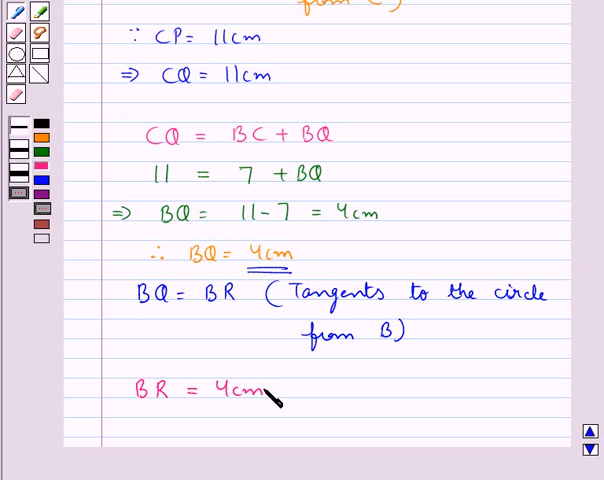 from C)
∵ CP = 11cm
⇒ CQ = 11cm
CQ = BC + BQ
11 = 7 + BQ
⇒ BQ = 11-7 = 4cm
∴ BQ = 4cm
BQ = BR (Tangents to the circle
from B)
BR = 4cm